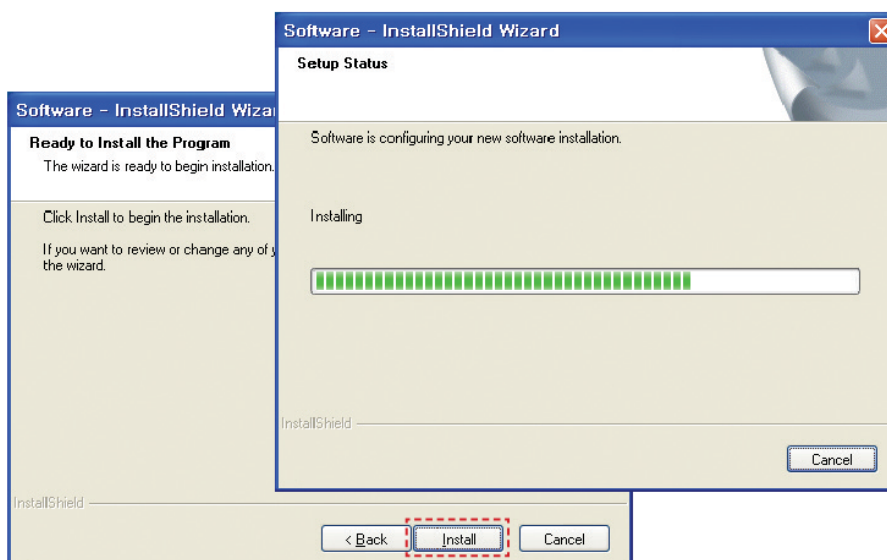 Software - InstallShield Wizard
Setup Status
Software is configuring your new software installation.
Installing
InstallShield
Cancel
Software - InstallShield Wiza
Ready to Install the Program
The wizard is ready to begin installation.
Click Install to begin the installation.
If you want to review or change any of y
the wizard.
InstallShield
< Back
Install
Cancel